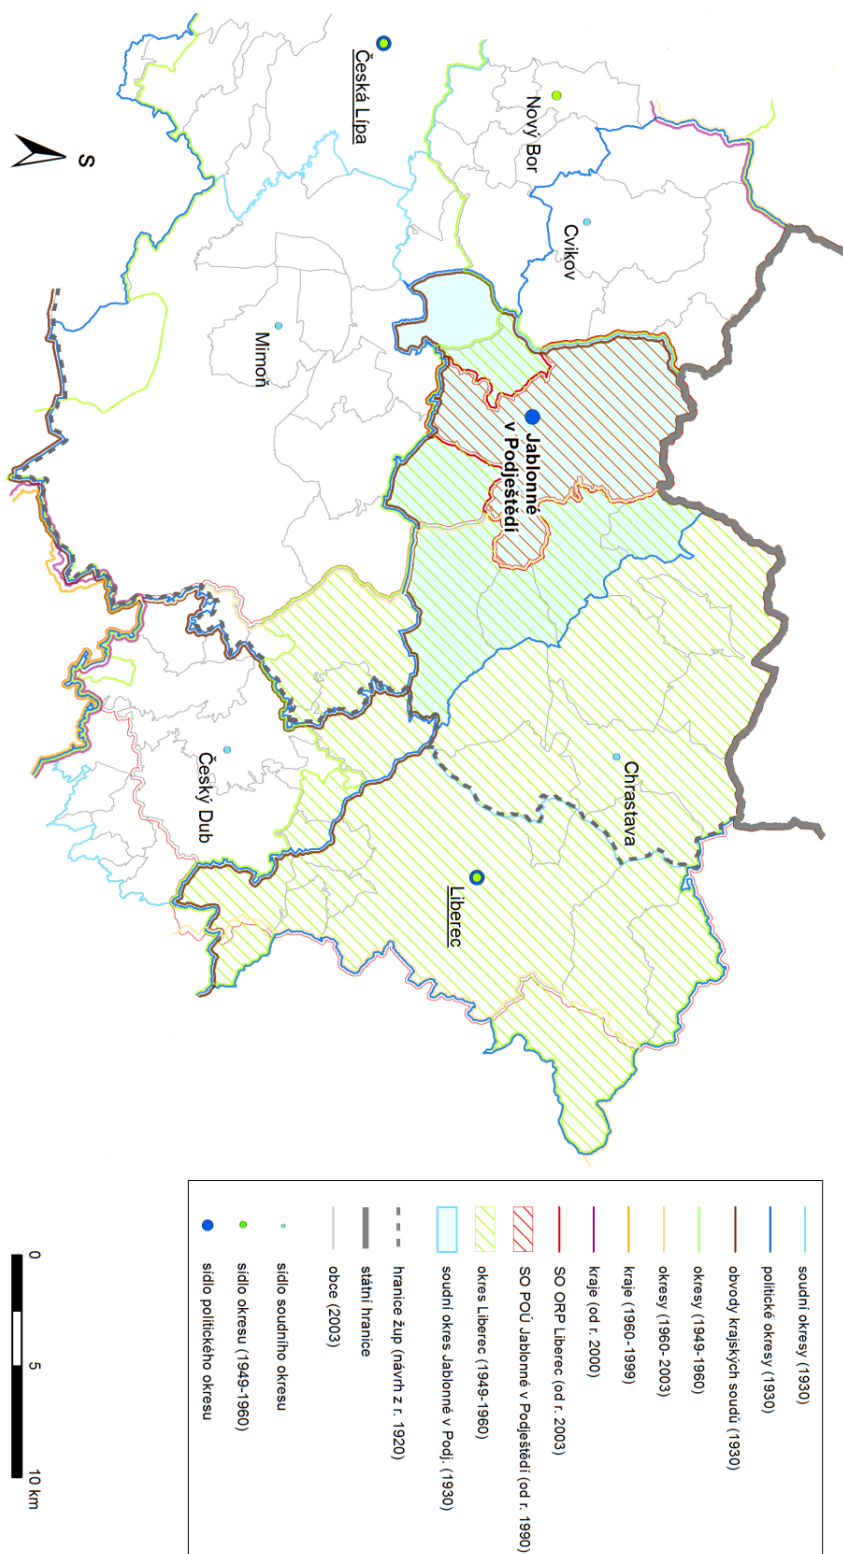 Česká Lípa
Nový Bor
Cvikov
Mimoň
Jablonné
v Podještědí
Chrastava
Český Dub
Liberec
S
soudní okresy (1930)
politické okresy (1930)
obvody krajských soudů (1930)
okresy (1949-1960)
okresy (1960-2003)
kraje (1960-1999)
kraje (od r. 2000)
SO ORP Liberec (od r. 2003)
SO POÚ Jablonné v Podještědí (od r. 1990)
okres Liberec (1949-1960)
soudní okres Jablonné v Podj. (1930)
hranice žup (návrh z r. 1920)
státní hranice
obce (2003)
sídlo soudního okresu
sídlo okresu (1949-1960)
sídlo politického okresu
0 5 10 km